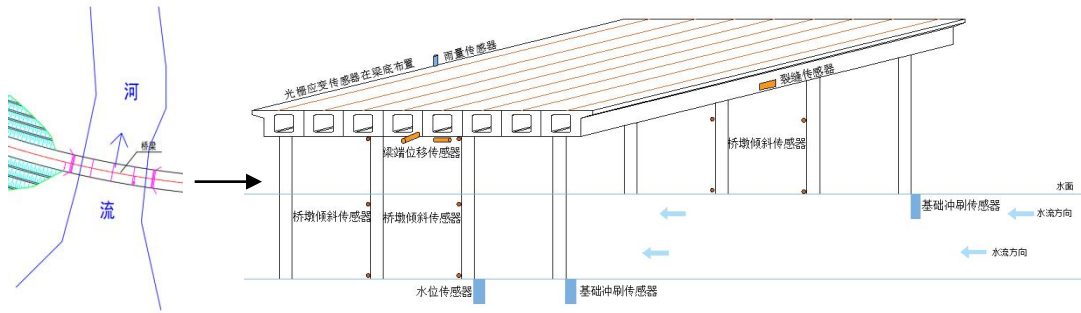 河
桥梁
流
光栅应变传感器在梁底布置
雨量传感器
裂缝传感器
梁端位移传感器
桥墩倾斜传感器
水面
基础冲刷传感器
水流方向
桥墩倾斜传感器
桥墩倾斜传感器
水流方向
水位传感器
基础冲刷传感器